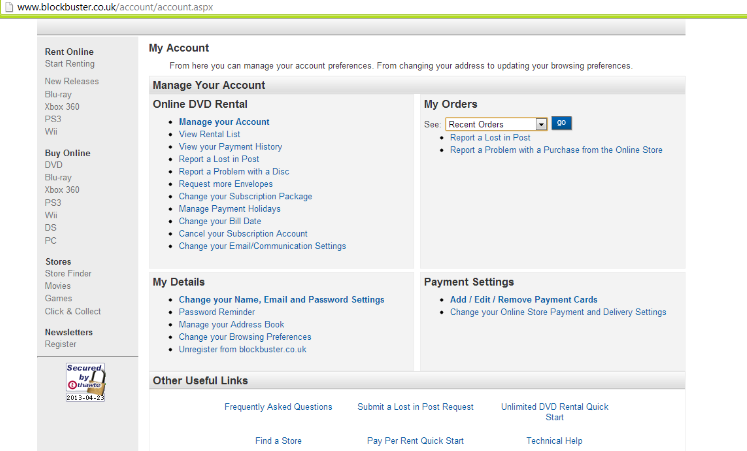 www.blockbuster.co.uk/account/account.aspx
Rent Online
Start Renting
New Releases
Blu-ray
Xbox 360
PS3
Wii
Buy Online
DVD
Blu-ray
Xbox 360
PS3
Wii
DS
PC
Stores
Store Finder
Movies
Games
Click & Collect
Newsletters
Register
Secured
by
thawte
2013-04-23
My Account
From here you can manage your account preferences. From changing your address to updating your browsing preferences.
Manage Your Account
Online DVD Rental
Manage your Account
View Rental List
View your Payment History
Report a Lost in Post
Report a Problem with a Disc
Request more Envelopes
Change your Subscription Package
Manage Payment Holidays
Change your Bill Date
Cancel your Subscription Account
Change your Email/Communication Settings
My Orders
See: Recent Orders go
Report a Lost in Post
Report a Problem with a Purchase from the Online Store
My Details
Change your Name, Email and Password Settings
Password Reminder
Manage your Address Book
Change your Browsing Preferences
Unregister from blockbuster.co.uk
Payment Settings
Add / Edit / Remove Payment Cards
Change your Online Store Payment and Delivery Settings
Other Useful Links
Frequently Asked Questions
Submit a Lost in Post Request
Unlimited DVD Rental Quick
Start
Find a Store
Pay Per Rent Quick Start
Technical Help